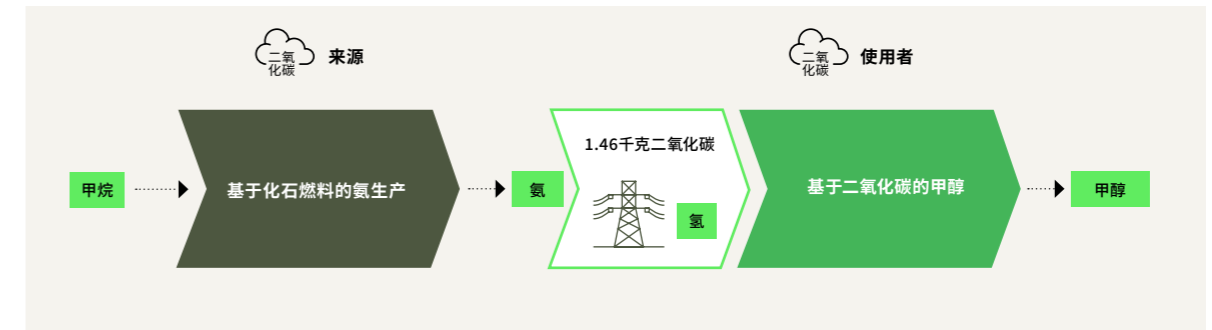 二氧
化碳
来源
二氧
化碳
使用者
甲烷
基于化石燃料的氨生产
氨
1.46千克二氧化碳
氢
基于二氧化碳的甲醇
甲醇